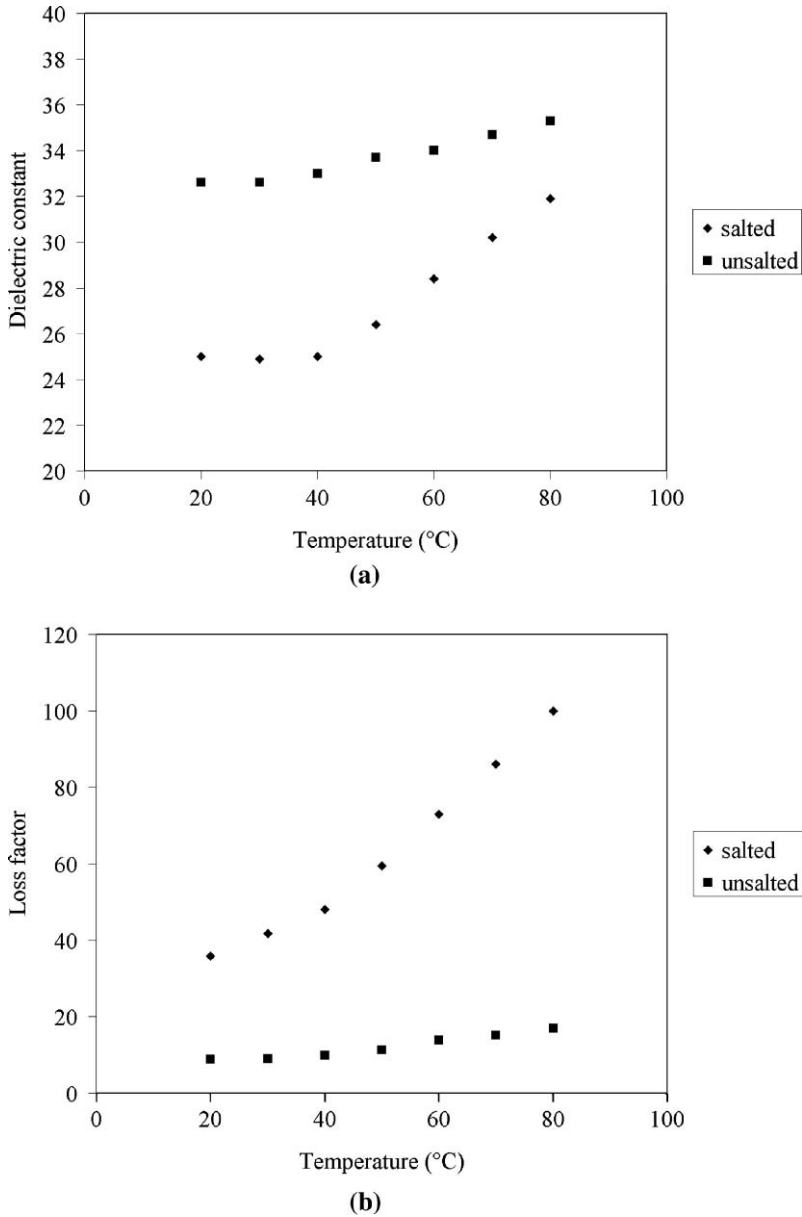 40
38
36
34
32
30
28
26
24
22
20
Dielectric constant
0 20 40 60 80 100
Temperature (°C)
salted
unsalted
(a)
120
100
80
60
40
20
0
Loss factor
0 20 40 60 80 100
Temperature (°C)
salted
unsalted
(b)